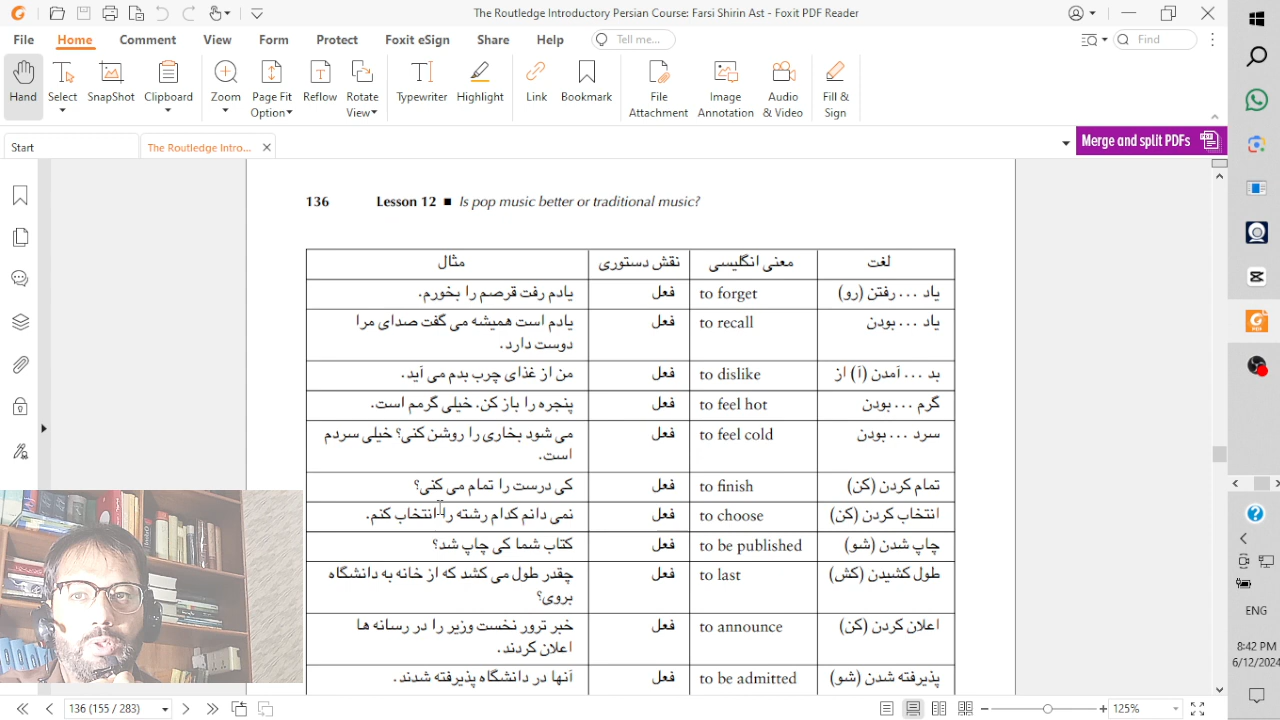 The Routledge Introductory Persian Course: Farsi Shirin Ast - Foxit PDF Reader
File Home Comment View Form Protect Foxit eSign Share Help Tell me... Find
Hand Select SnapShot Clipboard Zoom Page Fit Option Reflow Rotate View Typewriter Highlight Link Bookmark File Attachment Image Annotation Audio & Video Fill & Sign
Start The Routledge Intro... Merge and split PDFs
136 Lesson 12 ■ Is pop music better or traditional music?
لغت معنی انگلیسی نقش دستوری مثال
یاد ... رفتن (رو) to forget فعل یادم رفت قرصم را بخورم.
یاد ... بودن to recall فعل یادم است همیشه می گفت صدای مرا
دوست دارد.
بد ... آمدن (آ) از to dislike فعل من از غذای چرب بدم می آید.
گرم ... بودن to feel hot فعل پنجره را باز کن. خیلی گرمم است.
سرد ... بودن to feel cold فعل می شود بخاری را روشن کنی؟ خیلی سردم
است.
تمام کردن (کن) to finish فعل کی درست را تمام می کنی؟
انتخاب کردن (کن) to choose فعل نمی دانم کدام رشته را انتخاب کنم.
چاپ شدن (شو) to be published فعل کتاب شما کی چاپ شد؟
طول کشیدن (کش) to last فعل چقدر طول می کشد که از خانه به دانشگاه
بروی؟
اعلان کردن (کن) to announce فعل خبر ترور نخست وزیر را در رسانه ها
اعلان کردند.
پذیرفته شدن (شو) to be admitted فعل آنها در دانشگاه پذیرفته شدند.
136 (155 / 283) 125%
ENG
8:42 PM
6/12/2024